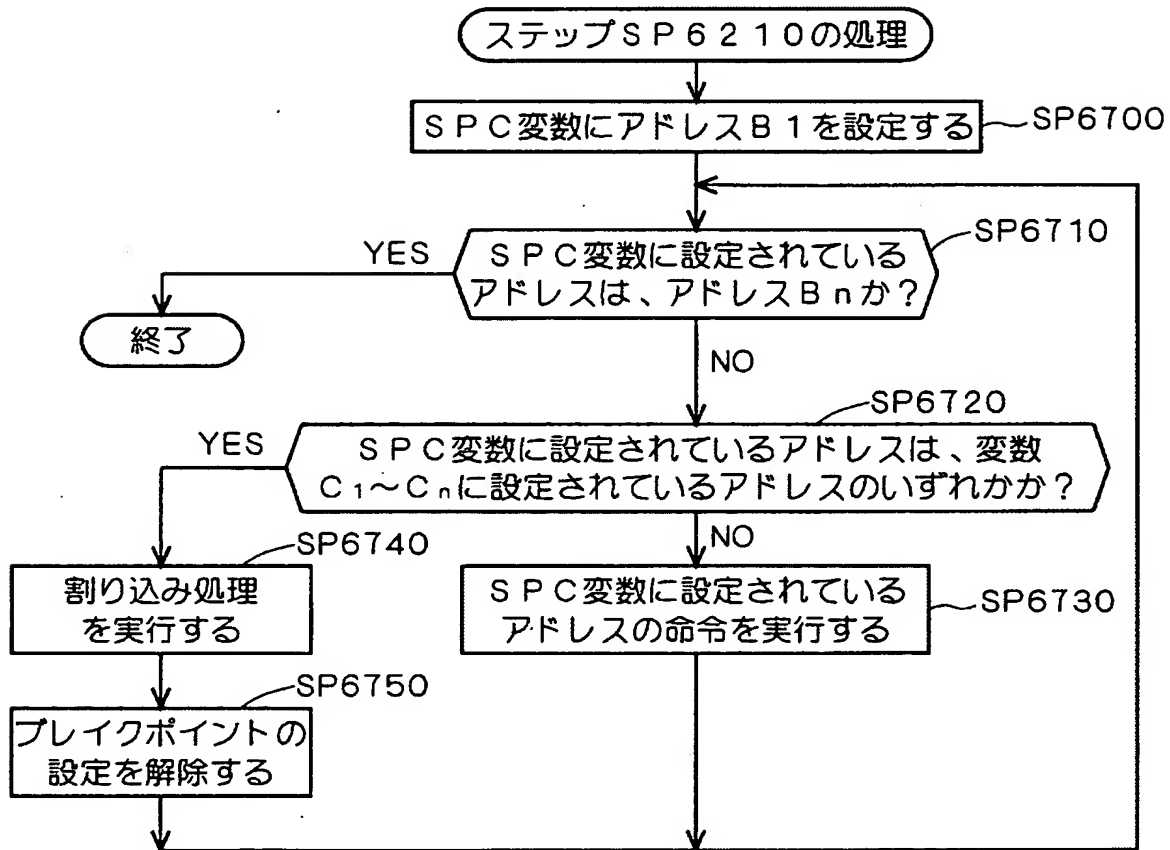 ステップSP6210の処理
SPC変数にアドレスB1を設定する
SP6700
SPC変数に設定されている
アドレスは、アドレスBnか?
SP6710
YES
終了
NO
SP6720
SPC変数に設定されているアドレスは、変数
C₁~Cₙに設定されているアドレスのいずれかか?
YES
NO
SP6740
割り込み処理
を実行する
SPC変数に設定されている
アドレスの命令を実行する
SP6730
SP6750
ブレイクポイントの
設定を解除する